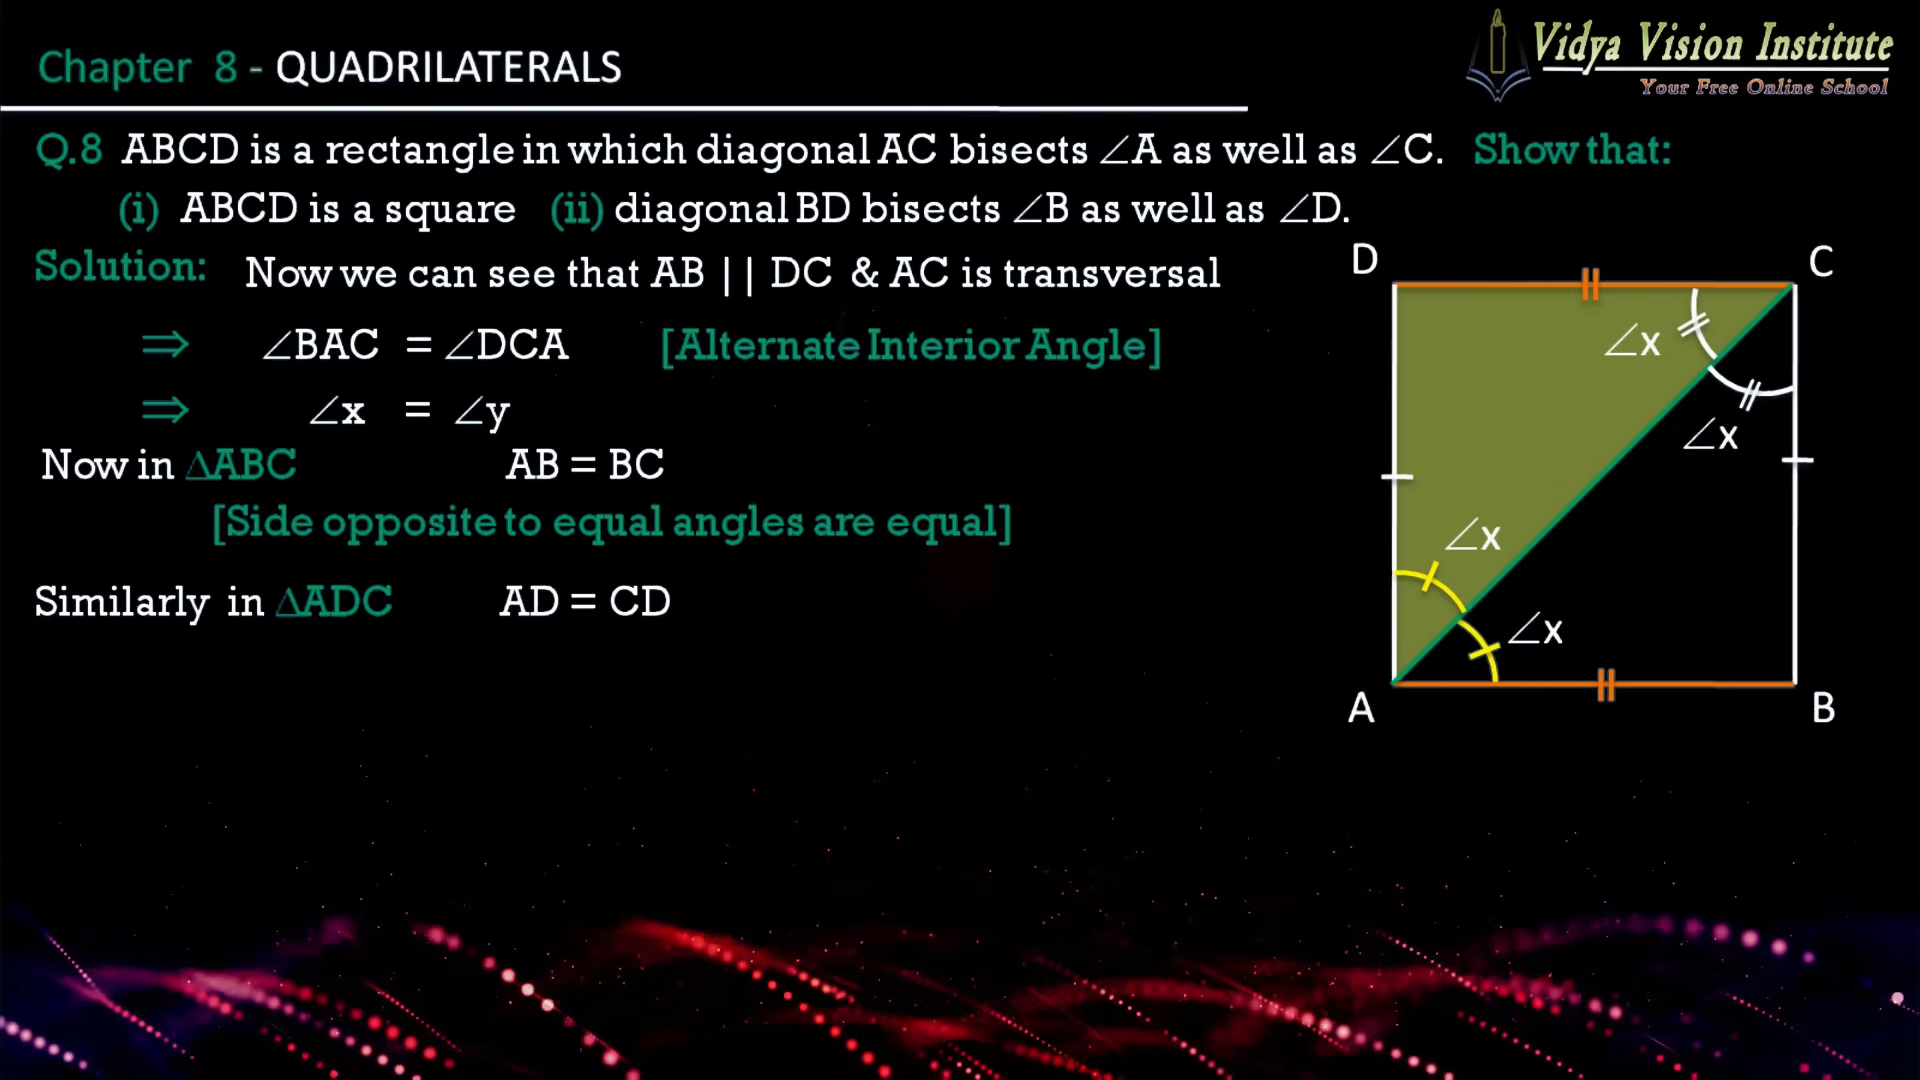 Chapter 8 - QUADRILATERALS
Vidya Vision Institute
Your Free Online School
Q.8 ABCD is a rectangle in which diagonal AC bisects ∠A as well as ∠C. Show that:
(i) ABCD is a square (ii) diagonal BD bisects ∠B as well as ∠D.
Solution: Now we can see that AB || DC & AC is transversal
⇒ ∠BAC = ∠DCA [Alternate Interior Angle]
⇒ ∠x = ∠y
Now in △ABC AB = BC
[Side opposite to equal angles are equal]
Similarly in △ADC AD = CD
D
C
∠x
∠x
∠x
∠x
A
B